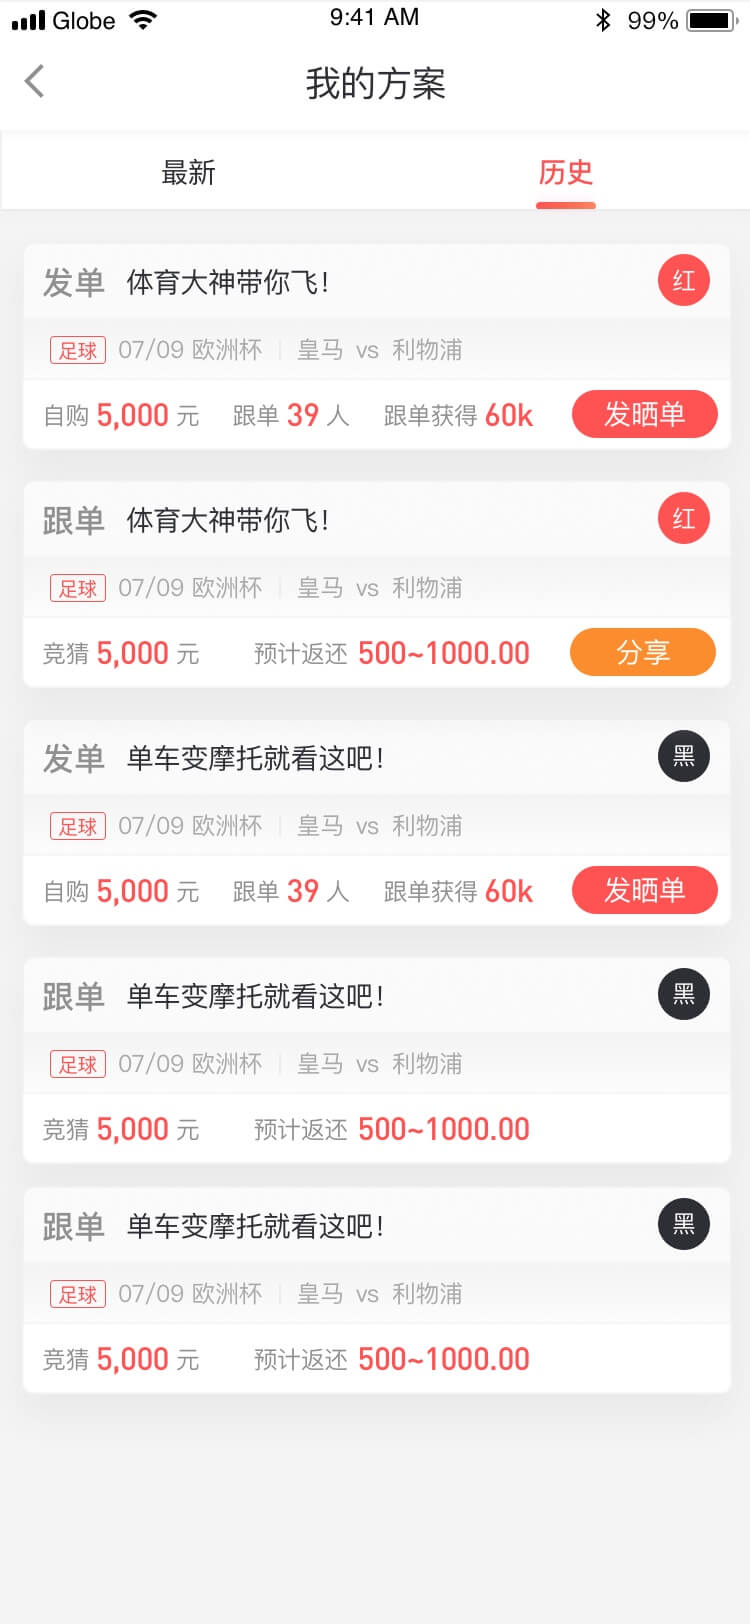 Globe 9:41 AM 99%
我的方案
最新 历史
发单 体育大神带你飞! 红
足球 07/09 欧洲杯 皇马 vs 利物浦
自购 5,000 元 跟单 39 人 跟单获得 60k 发晒单
跟单 体育大神带你飞! 红
足球 07/09 欧洲杯 皇马 vs 利物浦
竞猜 5,000 元 预计返还 500~1000.00 分享
发单 单车变摩托就看这吧! 黑
足球 07/09 欧洲杯 皇马 vs 利物浦
自购 5,000 元 跟单 39 人 跟单获得 60k 发晒单
跟单 单车变摩托就看这吧! 黑
足球 07/09 欧洲杯 皇马 vs 利物浦
竞猜 5,000 元 预计返还 500~1000.00
跟单 单车变摩托就看这吧! 黑
足球 07/09 欧洲杯 皇马 vs 利物浦
竞猜 5,000 元 预计返还 500~1000.00